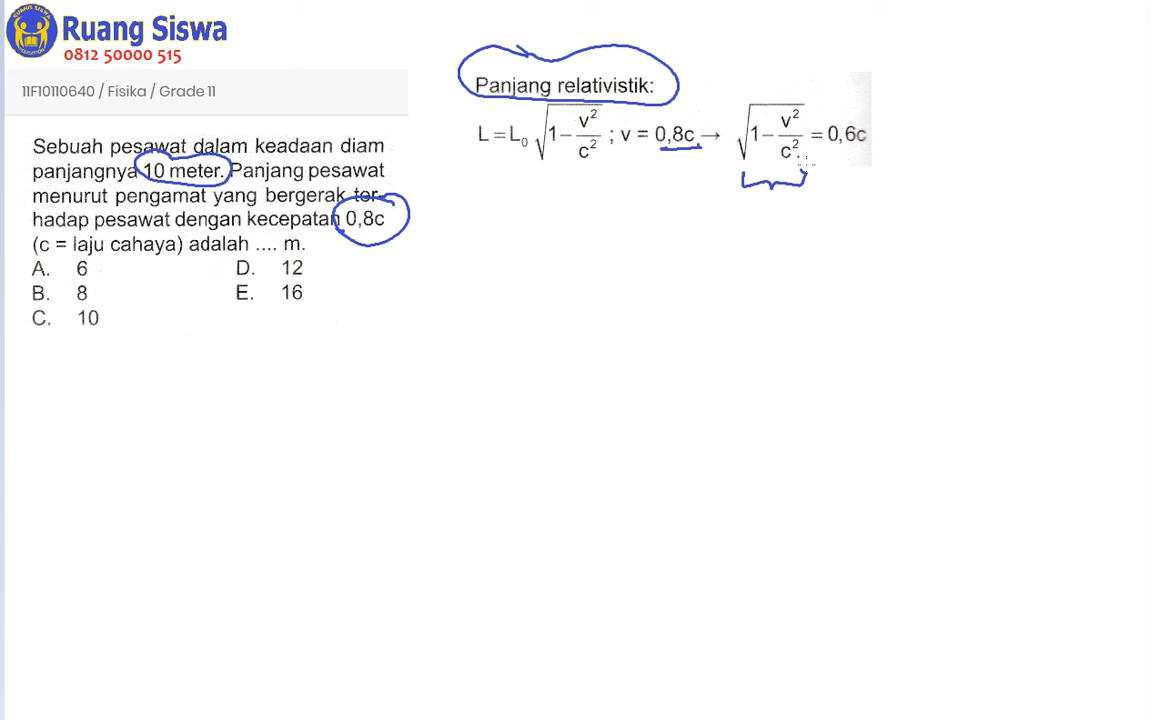 Ruang Siswa
0812 50000 515
11F10110640 / Fisika / Grade 11
Sebuah pesawat dalam keadaan diam
panjangnya 10 meter. Panjang pesawat
menurut pengamat yang bergerak ter-
hadap pesawat dengan kecepatan 0,8c
(c = laju cahaya) adalah .... m.
A. 6 D. 12
B. 8 E. 16
C. 10
Panjang relativistik:
L = L₀ √(1 − v²/c²) ; v = 0,8c → √(1 − v²/c²) = 0,6c